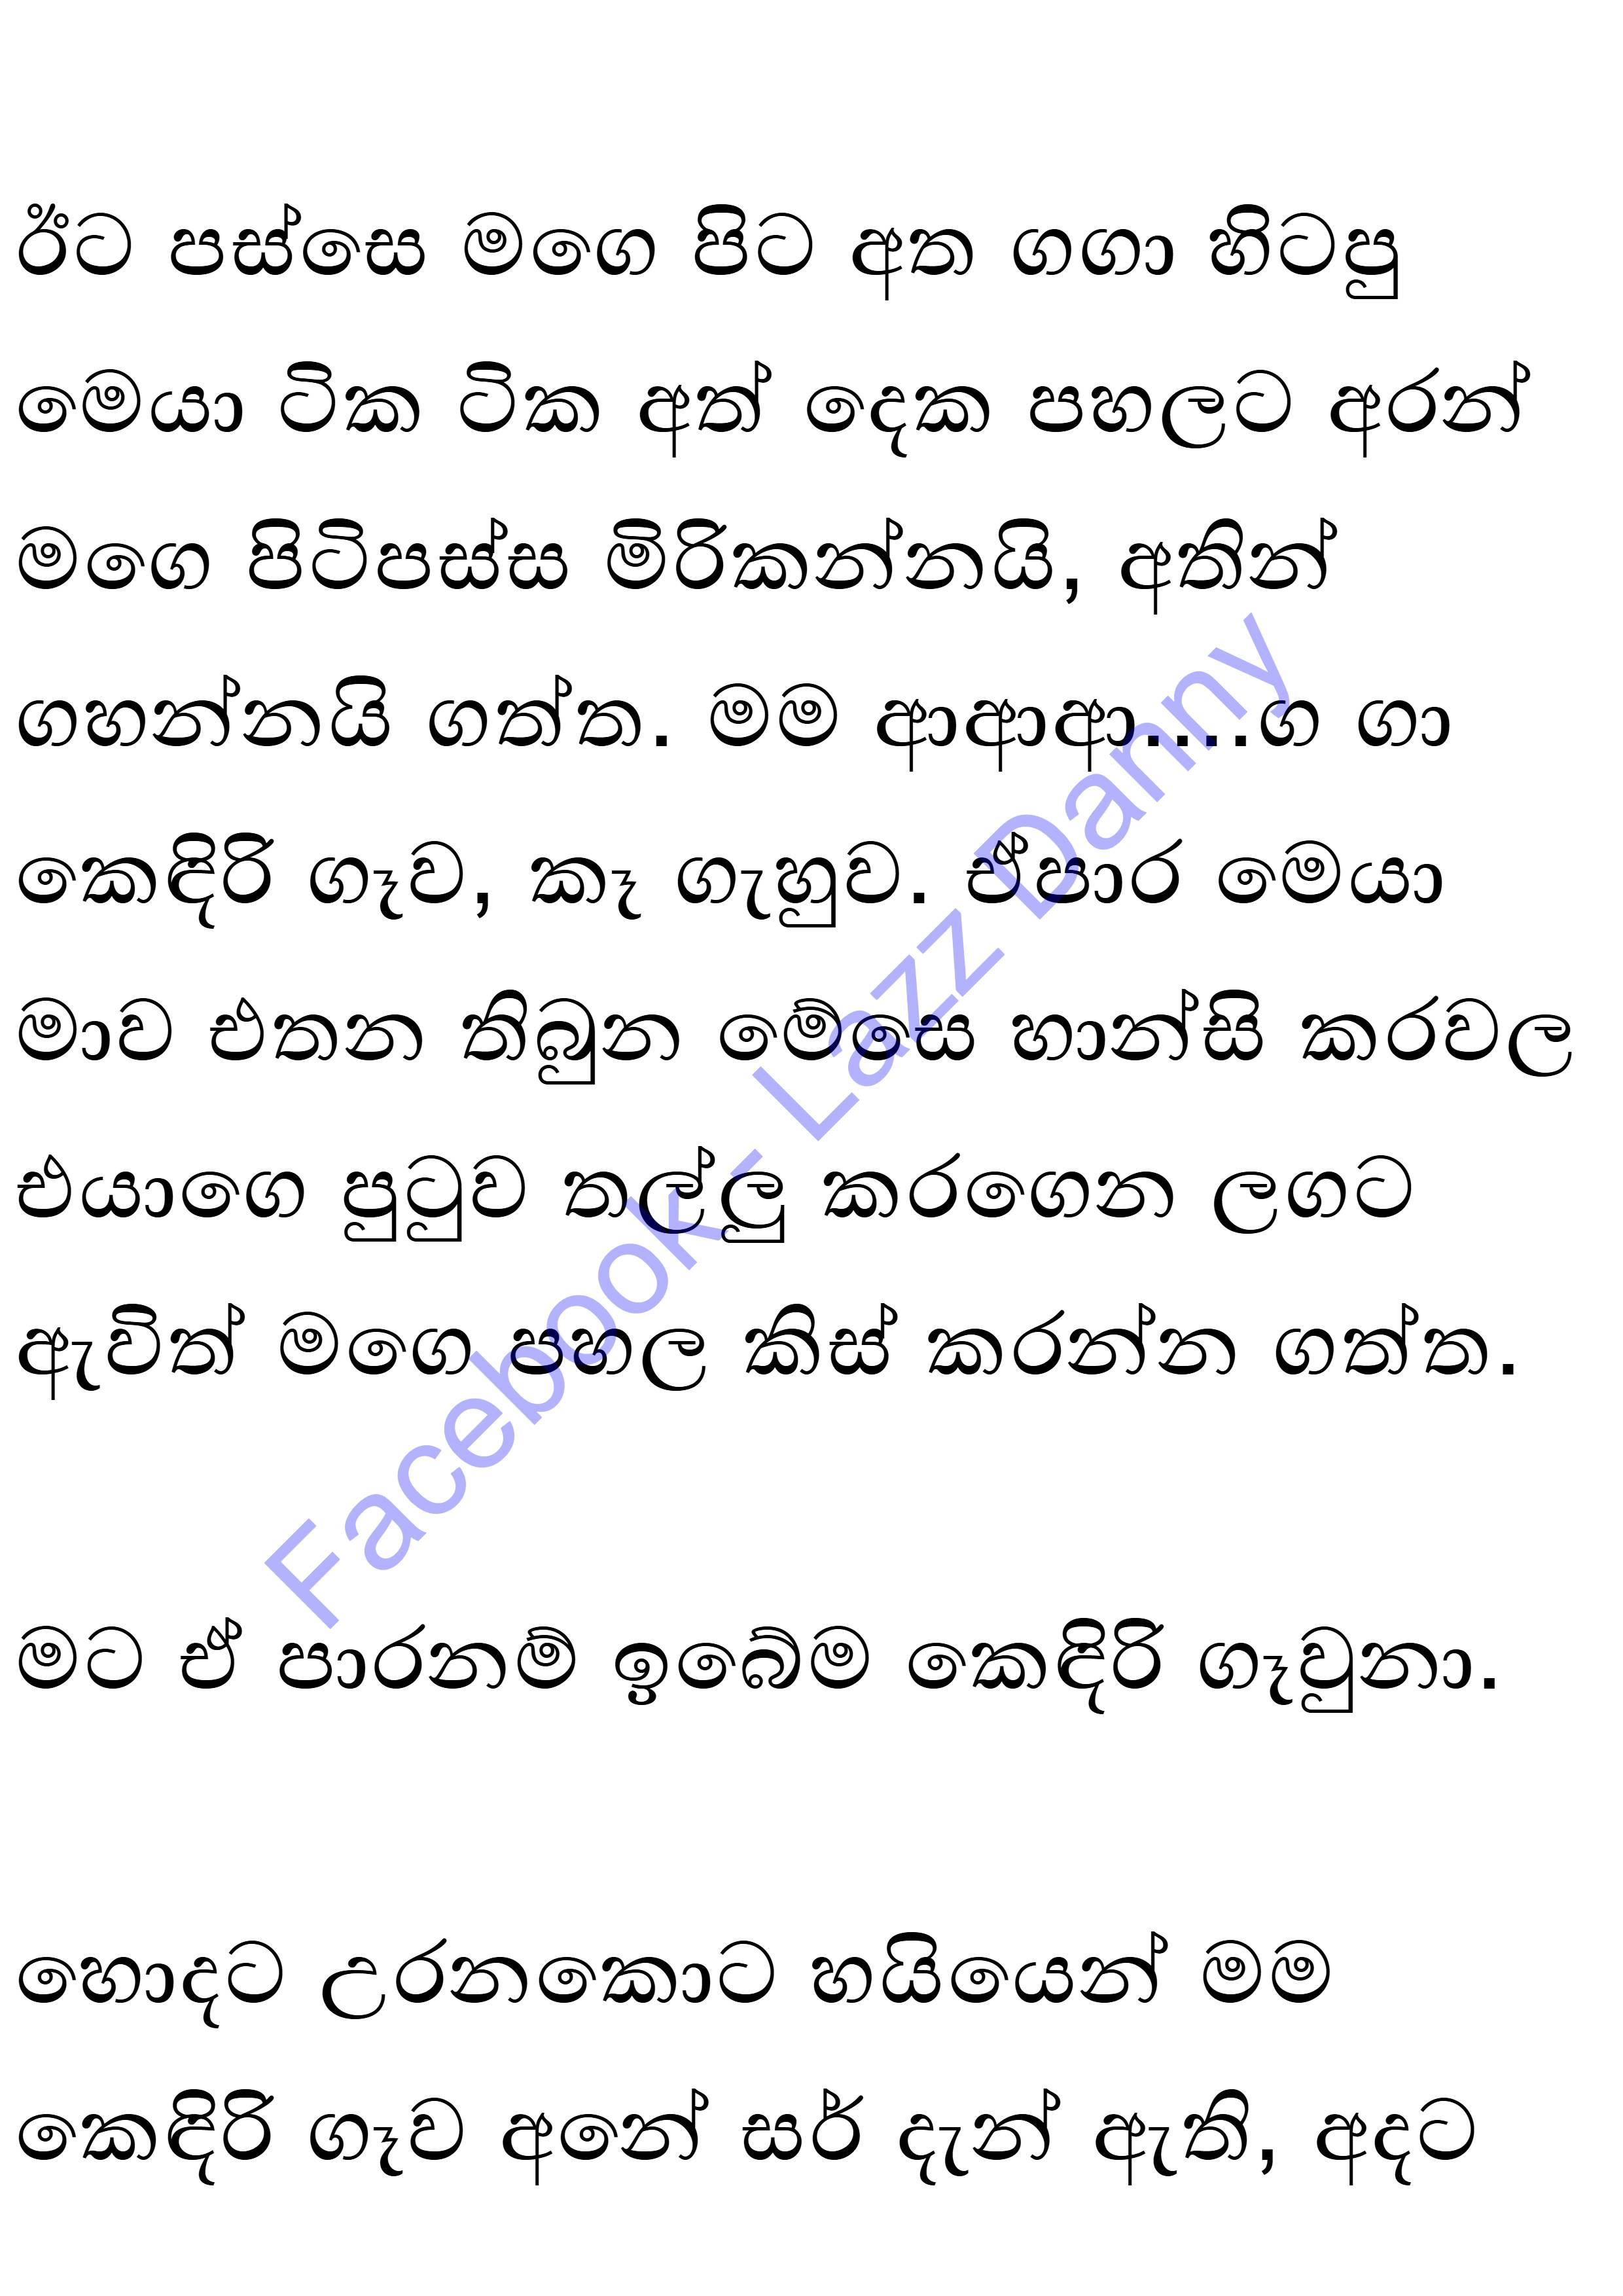 ඊට පස්සෙ මගෙ පිට අත ගගා හිටපු
මෙයා ටික ටික අත් දෙක පහලට අරන්
මගෙ පිටිපස්ස මිරිකන්නයි, අතින්
ගහන්නයි ගත්ත. මම ආආආ....ග ගා
කෙඳිරි ගෑව, කෑ ගැහුව. ඒපාර මෙයා
මාව එතන තිබුන මේසෙ හාන්සි කරවල
එයාගෙ පුටුව තල්ලු කරගෙන ලගට
ඇවිත් මගෙ පහල කිස් කරන්න ගත්ත.
මට ඒ පාරනම් ඉබේම කෙඳිරි ගෑවුනා.
හොදට උරනකොට හයියෙන් මම
කෙඳිරි ගෑව අනේ සර් දැන් ඇති, අදට
Facebook - Lazz Danny